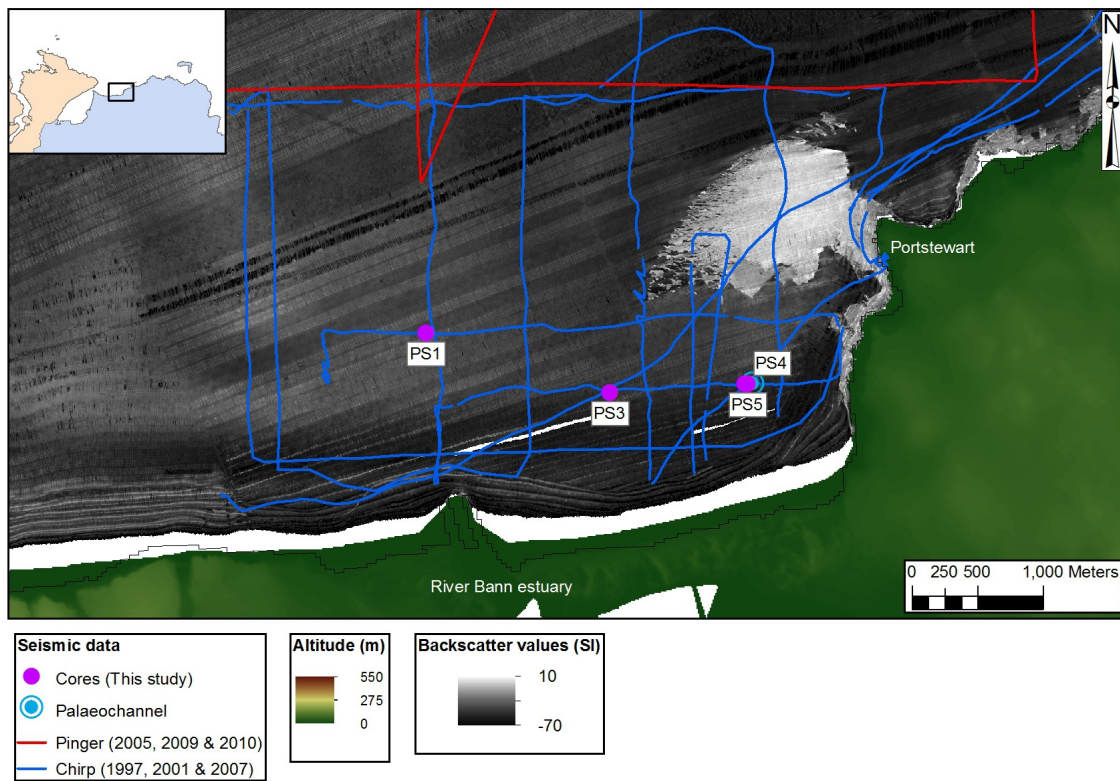 N
Portstewart
PS1
PS4
PS3
PS5
River Bann estuary
0 250 500 1,000 Meters
Seismic data
Cores (This study)
Palaeochannel
Pinger (2005, 2009 & 2010)
Chirp (1997, 2001 & 2007)
Altitude (m)
550
275
0
Backscatter values (SI)
10
-70